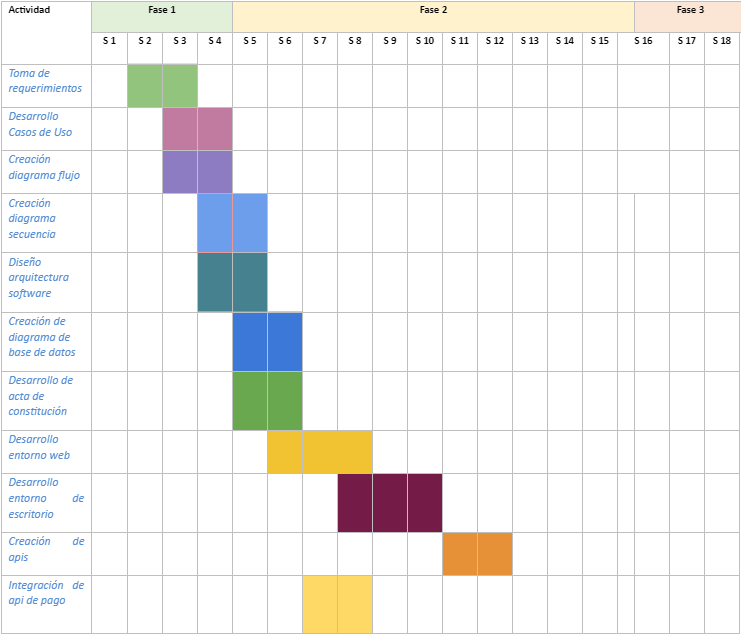 Actividad
Fase 1
Fase 2
Fase 3
S 1
S 2
S 3
S 4
S 5
S 6
S 7
S 8
S 9
S 10
S 11
S 12
S 13
S 14
S 15
S 16
S 17
S 18
Toma de
requerimientos
Desarrollo
Casos de Uso
Creación
diagrama flujo
Creación
diagrama
secuencia
Diseño
arquitectura
software
Creación de
diagrama de
base de datos
Desarrollo de
acta de
constitución
Desarrollo
entorno web
Desarrollo
entorno de
escritorio
Creación de
apis
Integración de
api de pago